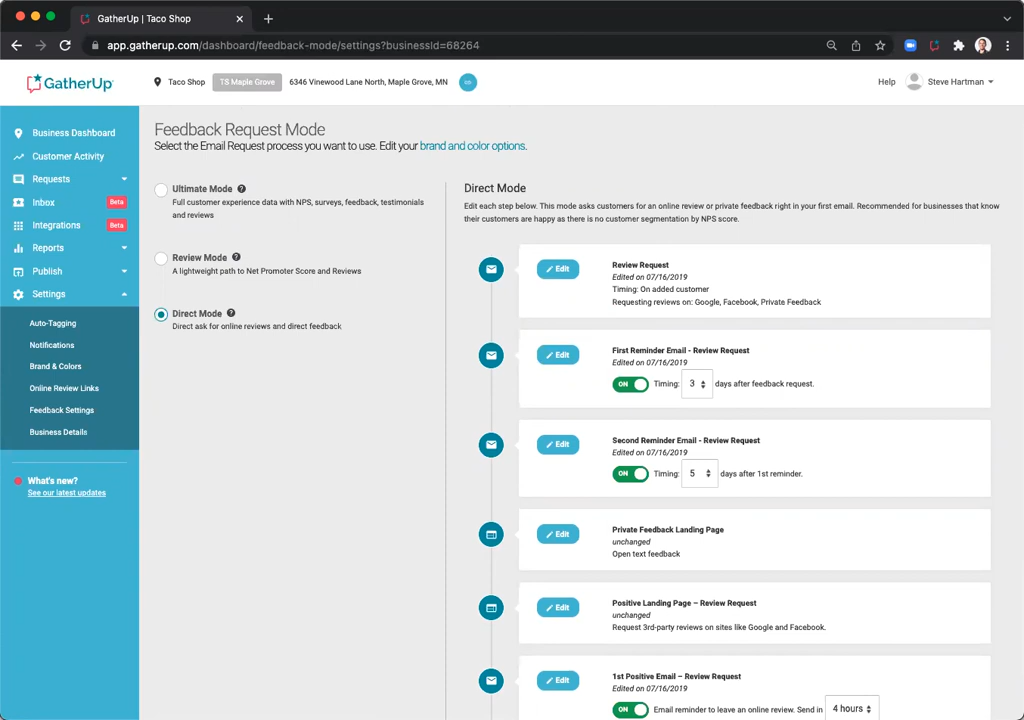 GatherUp | Taco Shop
app.gatherup.com/dashboard/feedback-mode/settings?businessId=68264
GatherUp
Taco Shop
TS Maple Grove
6346 Vinewood Lane North, Maple Grove, MN
Help
Steve Hartman
Business Dashboard
Customer Activity
Requests
Inbox
Beta
Integrations
Beta
Reports
Publish
Settings
Auto-Tagging
Notifications
Brand & Colors
Online Review Links
Feedback Settings
Business Details
What's new?
See our latest updates
Feedback Request Mode
Select the Email Request process you want to use. Edit your brand and color options.
Ultimate Mode ?
Full customer experience data with NPS, surveys, feedback, testimonials
and reviews
Review Mode ?
A lightweight path to Net Promoter Score and Reviews
Direct Mode ?
Direct ask for online reviews and direct feedback
Direct Mode
Edit each step below. This mode asks customers for an online review or private feedback right in your first email. Recommended for businesses that know
their customers are happy as there is no customer segmentation by NPS score.
Edit
Review Request
Edited on 07/16/2019
Timing: On added customer
Requesting reviews on: Google, Facebook, Private Feedback
Edit
First Reminder Email - Review Request
Edited on 07/16/2019
ON Timing: 3 days after feedback request.
Edit
Second Reminder Email - Review Request
Edited on 07/16/2019
ON Timing: 5 days after 1st reminder.
Edit
Private Feedback Landing Page
unchanged
Open text feedback
Edit
Positive Landing Page – Review Request
unchanged
Request 3rd-party reviews on sites like Google and Facebook.
Edit
1st Positive Email – Review Request
Edited on 07/16/2019
ON Email reminder to leave an online review. Send in 4 hours